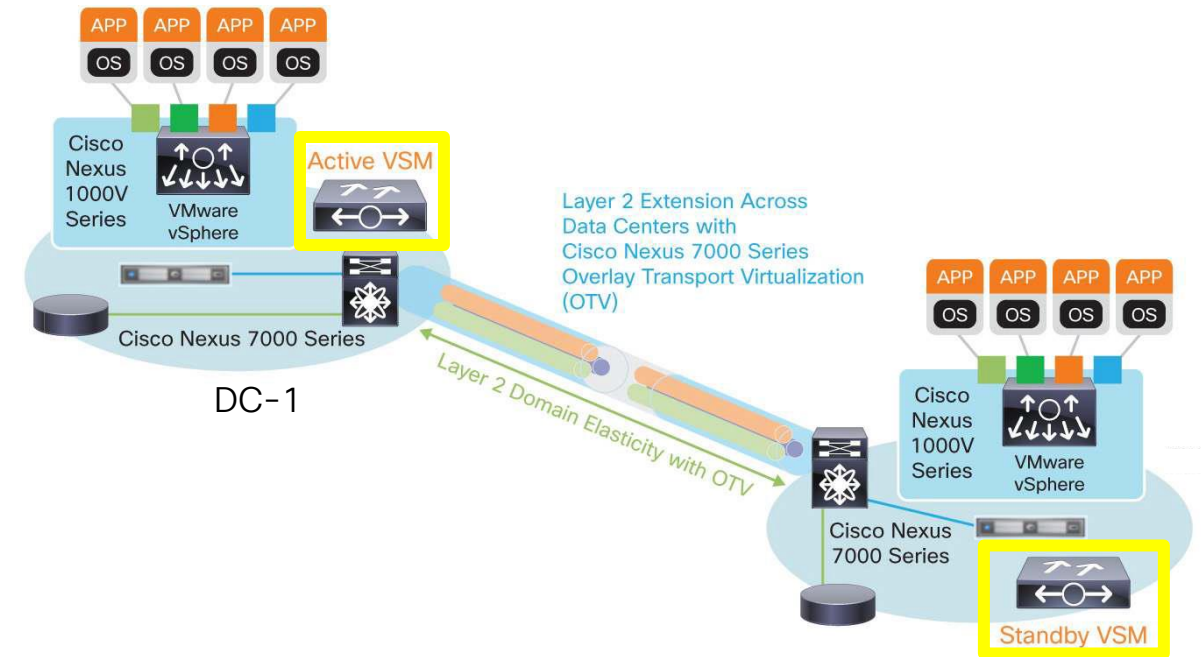 APP APP APP APP
OS OS OS OS
Cisco
Nexus
1000V
Series
VMware
vSphere
Active VSM
Cisco Nexus 7000 Series
DC-1
Layer 2 Extension Across
Data Centers with
Cisco Nexus 7000 Series
Overlay Transport Virtualization
(OTV)
Layer 2 Domain Elasticity with OTV
APP APP APP APP
OS OS OS OS
Cisco
Nexus
1000V
Series
VMware
vSphere
Cisco Nexus
7000 Series
Standby VSM